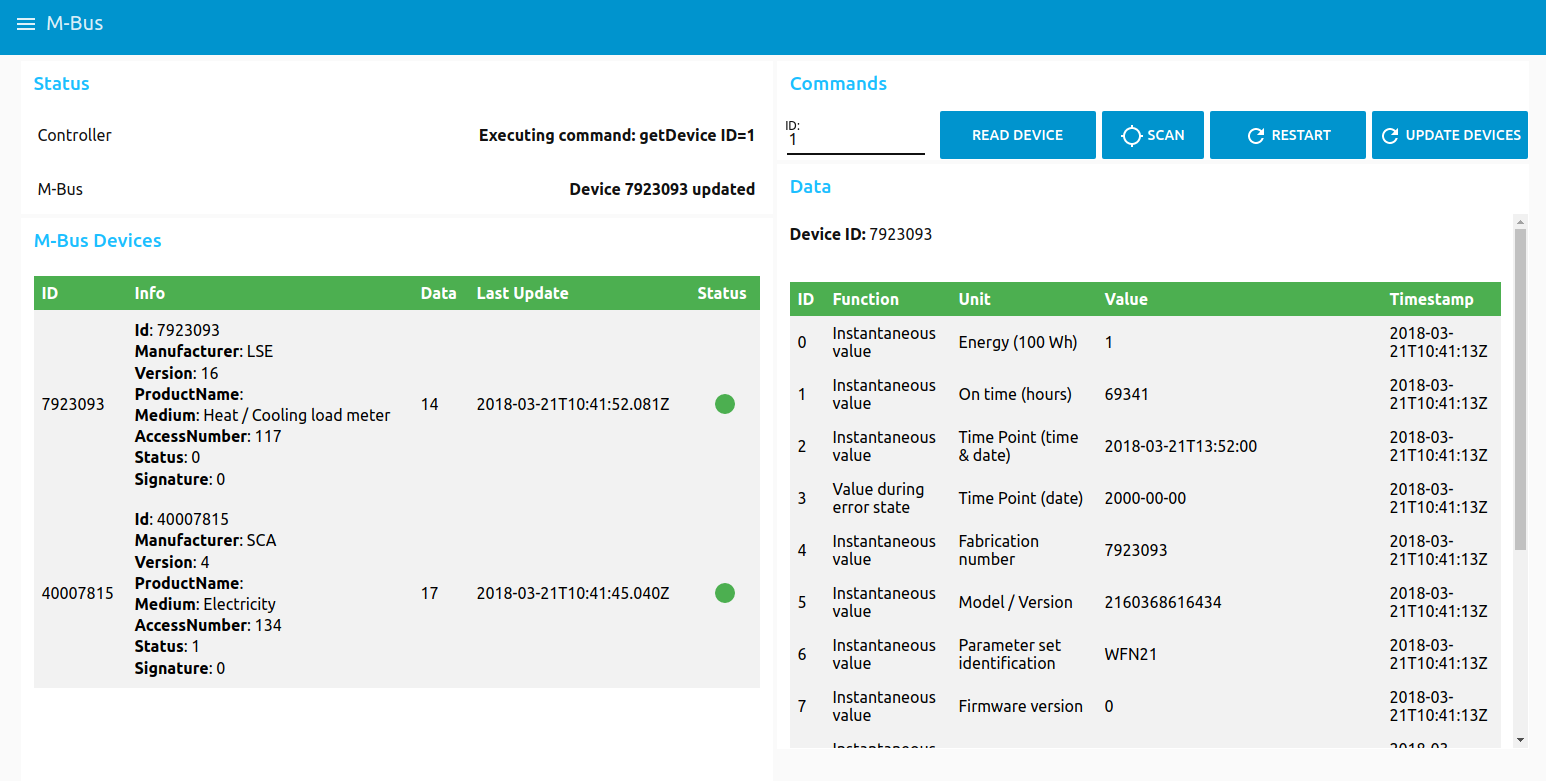 M-Bus
Status
Controller Executing command: getDevice ID=1
M-Bus Device 7923093 updated
M-Bus Devices
ID Info Data Last Update Status
Id: 7923093
Manufacturer: LSE
Version: 16
ProductName:
7923093 14 2018-03-21T10:41:52.081Z
Medium: Heat / Cooling load meter
AccessNumber: 117
Status: 0
Signature: 0
Id: 40007815
Manufacturer: SCA
Version: 4
ProductName:
40007815 17 2018-03-21T10:41:45.040Z
Medium: Electricity
AccessNumber: 134
Status: 1
Signature: 0
Commands
ID:
1
READ DEVICE SCAN RESTART UPDATE DEVICES
Data
Device ID: 7923093
ID Function Unit Value Timestamp
Instantaneous 2018-03-
0 Energy (100 Wh) 1
value 21T10:41:13Z
Instantaneous 2018-03-
1 On time (hours) 69341
value 21T10:41:13Z
Instantaneous Time Point (time 2018-03-
2 2018-03-21T13:52:00
value & date) 21T10:41:13Z
Value during 2018-03-
3 Time Point (date) 2000-00-00
error state 21T10:41:13Z
Instantaneous Fabrication 2018-03-
4 7923093
value number 21T10:41:13Z
Instantaneous 2018-03-
5 Model / Version 2160368616434
value 21T10:41:13Z
Instantaneous Parameter set 2018-03-
6 WFN21
value identification 21T10:41:13Z
Instantaneous 2018-03-
7 Firmware version 0
value 21T10:41:13Z
Instantaneous 2018-03-